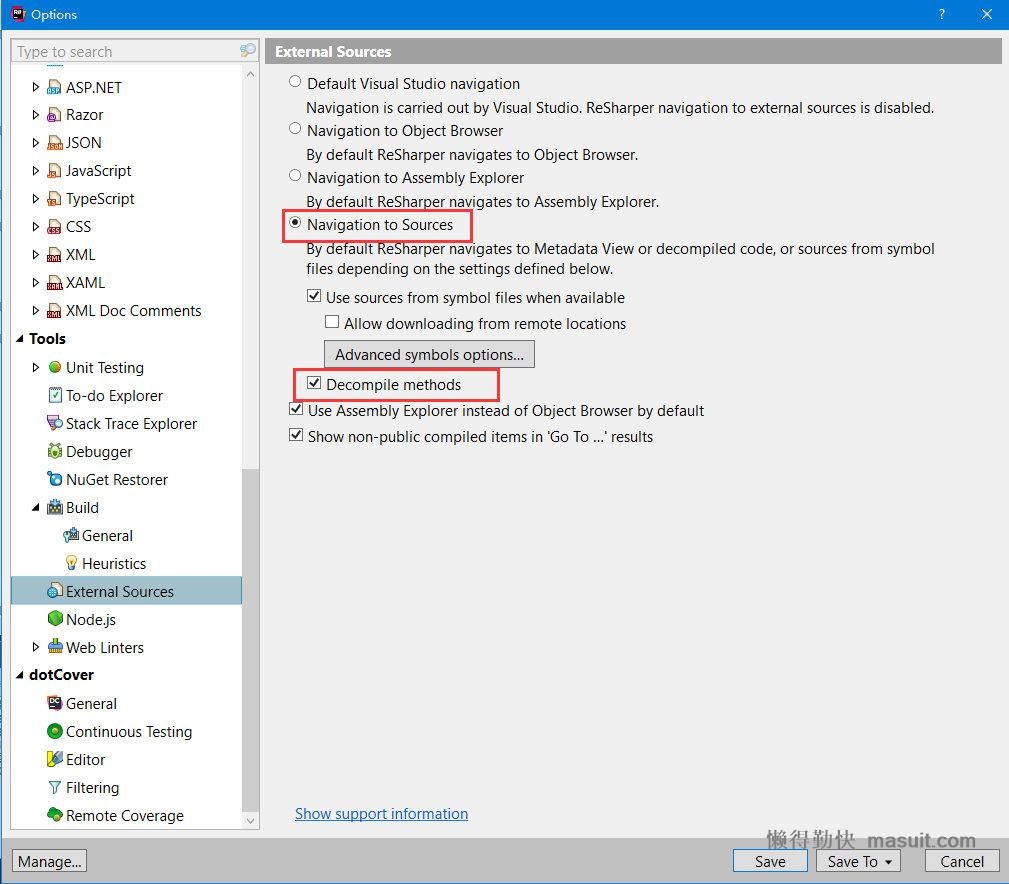 Options
?
Type to search
External Sources
ASP.NET
Razor
JSON
JavaScript
TypeScript
CSS
XML
XAML
XML Doc Comments
Tools
Unit Testing
To-do Explorer
Stack Trace Explorer
Debugger
NuGet Restorer
Build
General
Heuristics
External Sources
Node.js
Web Linters
dotCover
General
Continuous Testing
Editor
Filtering
Remote Coverage
Default Visual Studio navigation
Navigation is carried out by Visual Studio. ReSharper navigation to external sources is disabled.
Navigation to Object Browser
By default ReSharper navigates to Object Browser.
Navigation to Assembly Explorer
By default ReSharper navigates to Assembly Explorer.
Navigation to Sources
By default ReSharper navigates to Metadata View or decompiled code, or sources from symbol
files depending on the settings defined below.
Use sources from symbol files when available
Allow downloading from remote locations
Advanced symbols options...
Decompile methods
Use Assembly Explorer instead of Object Browser by default
Show non-public compiled items in 'Go To ...' results
Show support information
懒得勤快 masuit.com
Manage...
Save
Save To
Cancel